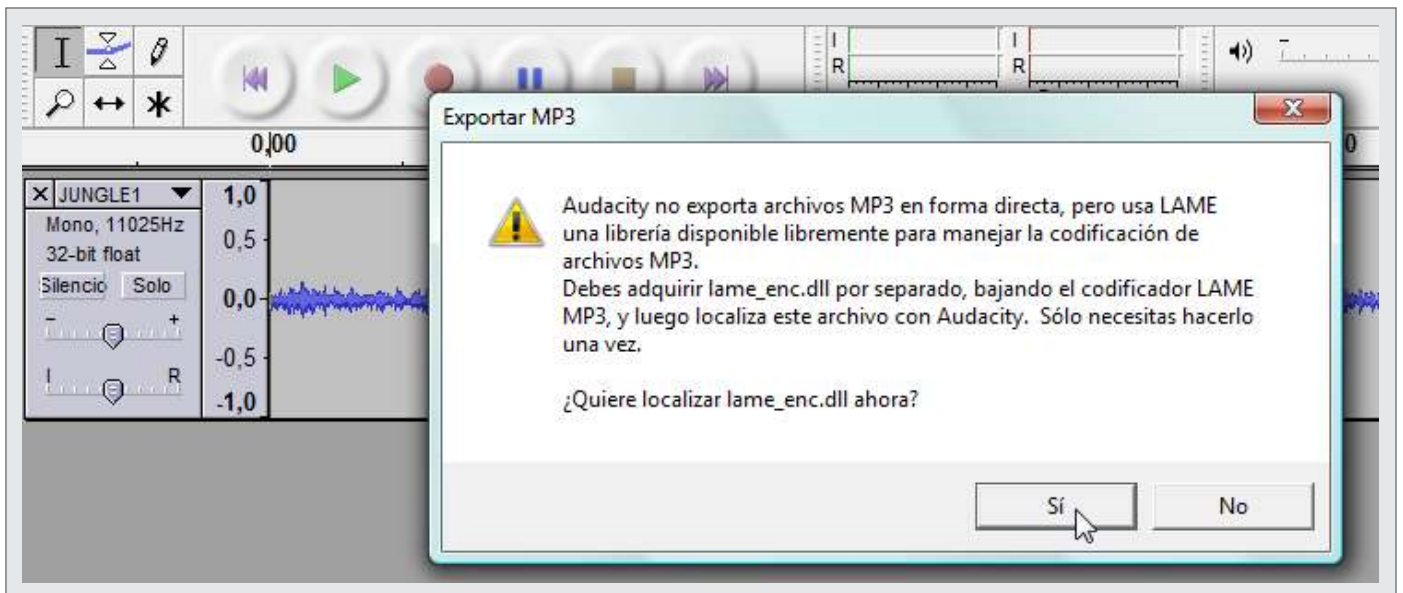 I
R
I
R
Exportar MP3
0,00
0
JUNGLE1
Mono, 11025Hz
32-bit float
Silencio Solo
- +
I R
1,0
0,5
0,0
-0,5
-1,0
Audacity no exporta archivos MP3 en forma directa, pero usa LAME
una librería disponible libremente para manejar la codificación de
archivos MP3.
Debes adquirir lame_enc.dll por separado, bajando el codificador LAME
MP3, y luego localiza este archivo con Audacity. Sólo necesitas hacerlo
una vez.
¿Quiere localizar lame_enc.dll ahora?
Sí
No